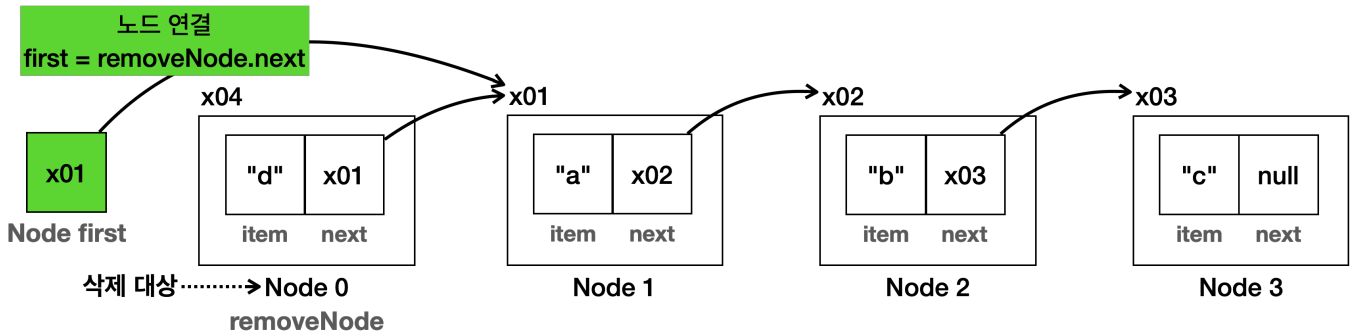 노드 연결
first = removeNode.next
x04
x01
x02
x03
x01
"d"
x01
"a"
x02
"b"
x03
"c"
null
Node first
item
next
item
next
item
next
item
next
삭제 대상
Node 0
Node 1
Node 2
Node 3
removeNode